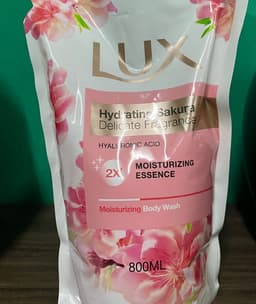 LUX
Hydrating Sakura
Delicate Fragrance
HYALURONIC ACID
2X
MOISTURIZING
ESSENCE
Moisturizing Body Wash
800ML